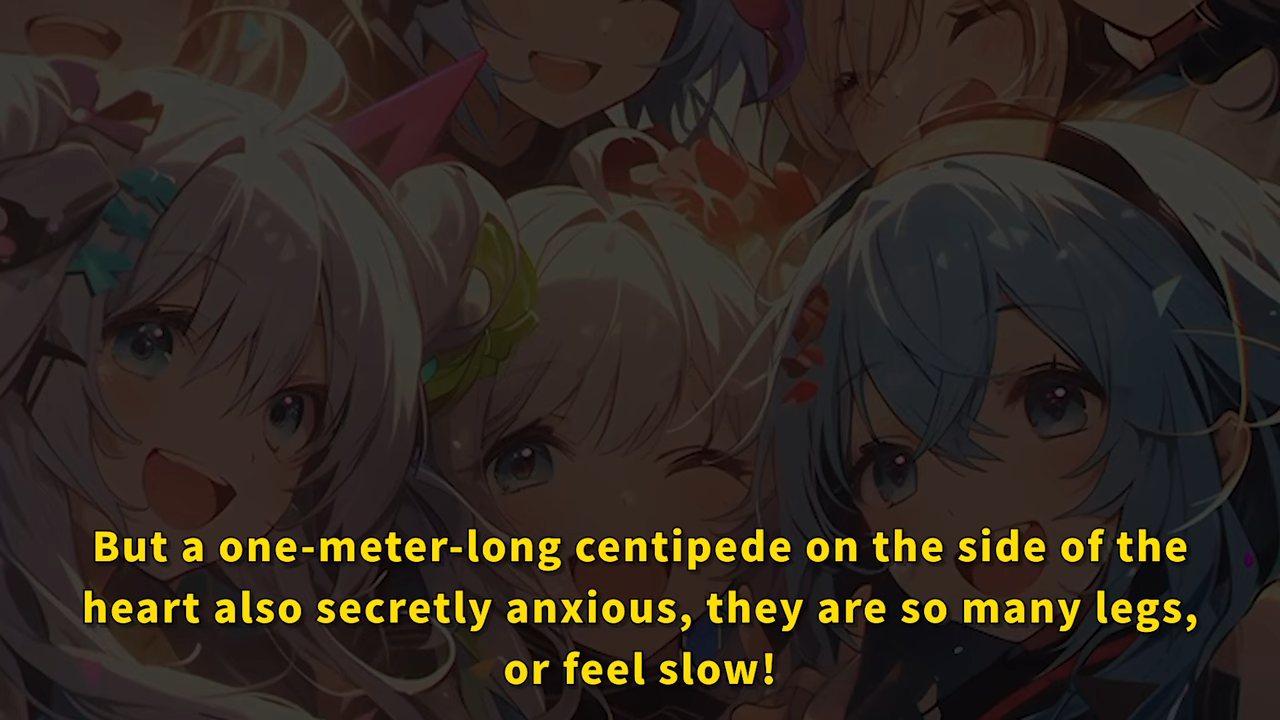 But a one-meter-long centipede on the side of the
heart also secretly anxious, they are so many legs,
or feel slow!